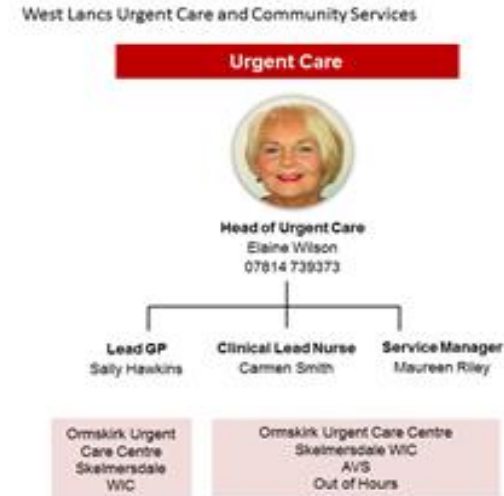 West Lancs Urgent Care and Community Services
Urgent Care
Head of Urgent Care
Elaine Wilson
07814 739373
Lead GP
Sally Hawkins
Clinical Lead Nurse
Carmen Smith
Service Manager
Maureen Riley
Ormskirk Urgent
Care Centre
Skelmersdale
WIC
Ormskirk Urgent Care Centre
Skelmersdale WIC
AVS
Out of Hours